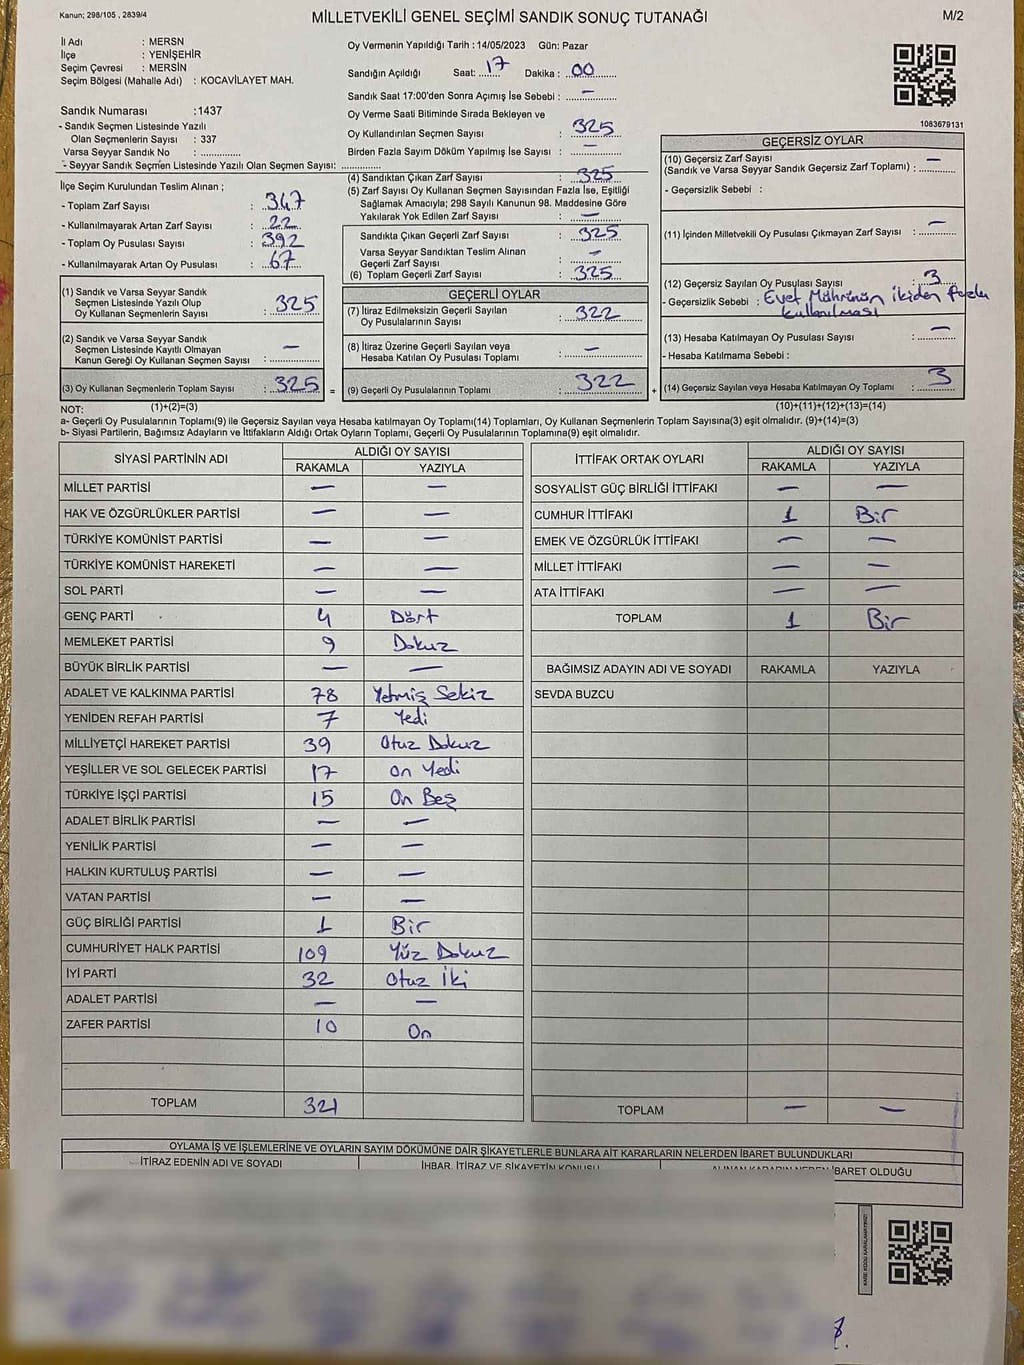 Kanun; 298/105 , 2839/4
MİLLETVEKİLİ GENEL SEÇİMİ SANDIK SONUÇ TUTANAĞI
M/2
İl Adı : MERSN
İlçe : YENİŞEHİR
Seçim Çevresi : MERSİN
Seçim Bölgesi (Mahalle Adı) : KOCAVİLAYET MAH.
Sandık Numarası :1437
- Sandık Seçmen Listesinde Yazılı
Olan Seçmenlerin Sayısı : 337
Varsa Seyyar Sandık No : ..............
- Seyyar Sandık Seçmen Listesinde Yazılı Olan Seçmen Sayısı: ..............
Oy Vermenin Yapıldığı Tarih : 14/05/2023 Gün: Pazar
Sandığın Açıldığı Saat: 17 Dakika : 00
Sandık Saat 17:00'den Sonra Açımış İse Sebebi : —
Oy Verme Saati Bitiminde Sırada Bekleyen ve
Oy Kullandırılan Seçmen Sayısı : 325
Birden Fazla Sayım Döküm Yapılmış İse Sayısı : —
1083679131
İlçe Seçim Kurulundan Teslim Alınan ;
- Toplam Zarf Sayısı : 347
- Kullanılmayarak Artan Zarf Sayısı : 22
- Toplam Oy Pusulası Sayısı : 392
- Kullanılmayarak Artan Oy Pusulası : 67
(4) Sandıktan Çıkan Zarf Sayısı : 325
(5) Zarf Sayısı Oy Kullanan Seçmen Sayısından Fazla İse, Eşitliği
Sağlamak Amacıyla; 298 Sayılı Kanunun 98. Maddesine Göre
Yakılarak Yok Edilen Zarf Sayısı : —
Sandıkta Çıkan Geçerli Zarf Sayısı : 325
Varsa Seyyar Sandıktan Teslim Alınan
Geçerli Zarf Sayısı : —
(6) Toplam Geçerli Zarf Sayısı : 325
GEÇERSİZ OYLAR
(10) Geçersiz Zarf Sayısı
(Sandık ve Varsa Seyyar Sandık Geçersiz Zarf Toplamı) : —
- Geçersizlik Sebebi :
(11) İçinden Milletvekili Oy Pusulası Çıkmayan Zarf Sayısı : —
(12) Geçersiz Sayılan Oy Pusulası Sayısı : 3
- Geçersizlik Sebebi : Evet Mührünün ikiden fazla
kullanılması
(13) Hesaba Katılmayan Oy Pusulası Sayısı : —
- Hesaba Katılmama Sebebi :
(1) Sandık ve Varsa Seyyar Sandık
Seçmen Listesinde Yazılı Olup
Oy Kullanan Seçmenlerin Sayısı : 325
(2) Sandık ve Varsa Seyyar Sandık
Seçmen Listesinde Kayıtlı Olmayan
Kanun Gereği Oy Kullanan Seçmen Sayısı : —
GEÇERLİ OYLAR
(7) İtiraz Edilmeksizin Geçerli Sayılan
Oy Pusulalarının Sayısı : 322
(8) İtiraz Üzerine Geçerli Sayılan veya
Hesaba Katılan Oy Pusulası Toplamı : —
(3) Oy Kullanan Seçmenlerin Toplam Sayısı : 325 = (9) Geçerli Oy Pusulalarının Toplamı : 322 + (14) Geçersiz Sayılan veya Hesaba Katılmayan Oy Toplamı : 3
NOT: (1)+(2)=(3) (10)+(11)+(12)+(13)=(14)
a- Geçerli Oy Pusulalarının Toplamı(9) ile Geçersiz Sayılan veya Hesaba katılmayan Oy Toplamı(14) Toplamları, Oy Kullanan Seçmenlerin Toplam Sayısına(3) eşit olmalıdır. (9)+(14)=(3)
b- Siyasi Partilerin, Bağımsız Adayların ve İttifakların Aldığı Ortak Oyların Toplamı, Geçerli Oy Pusulalarının Toplamına(9) eşit olmalıdır.
SİYASİ PARTİNİN ADI ALDIĞI OY SAYISI
RAKAMLA YAZIYLA
MİLLET PARTİSİ — —
HAK VE ÖZGÜRLÜKLER PARTİSİ — —
TÜRKİYE KOMÜNİST PARTİSİ — —
TÜRKİYE KOMÜNİST HAREKETİ — —
SOL PARTİ — —
GENÇ PARTİ 4 Dört
MEMLEKET PARTİSİ 9 Dokuz
BÜYÜK BİRLİK PARTİSİ — —
ADALET VE KALKINMA PARTİSİ 78 Yetmiş Sekiz
YENİDEN REFAH PARTİSİ 7 Yedi
MİLLİYETÇİ HAREKET PARTİSİ 39 Otuz Dokuz
YEŞİLLER VE SOL GELECEK PARTİSİ 17 On Yedi
TÜRKİYE İŞÇİ PARTİSİ 15 On Beş
ADALET BİRLİK PARTİSİ — —
YENİLİK PARTİSİ — —
HALKIN KURTULUŞ PARTİSİ — —
VATAN PARTİSİ — —
GÜÇ BİRLİĞİ PARTİSİ 1 Bir
CUMHURİYET HALK PARTİSİ 109 Yüz Dokuz
İYİ PARTİ 32 Otuz İki
ADALET PARTİSİ — —
ZAFER PARTİSİ 10 On
TOPLAM 321
İTTİFAK ORTAK OYLARI ALDIĞI OY SAYISI
RAKAMLA YAZIYLA
SOSYALİST GÜÇ BİRLİĞİ İTTİFAKI — —
CUMHUR İTTİFAKI 1 Bir
EMEK VE ÖZGÜRLÜK İTTİFAKI — —
MİLLET İTTİFAKI — —
ATA İTTİFAKI — —
TOPLAM 1 Bir
BAĞIMSIZ ADAYIN ADI VE SOYADI RAKAMLA YAZIYLA
SEVDA BUZCU
TOPLAM — —
OYLAMA İŞ VE İŞLEMLERİNE VE OYLARIN SAYIM DÖKÜMÜNE DAİR ŞİKAYETLERLE BUNLARA AİT KARARLARIN NELERDEN İBARET BULUNDUKLARI
İTİRAZ EDENİN ADI VE SOYADI İHBAR, İTİRAZ VE ŞİKAYETİN KONUSU ALINAN KARARIN NEDEN İBARET OLDUĞU